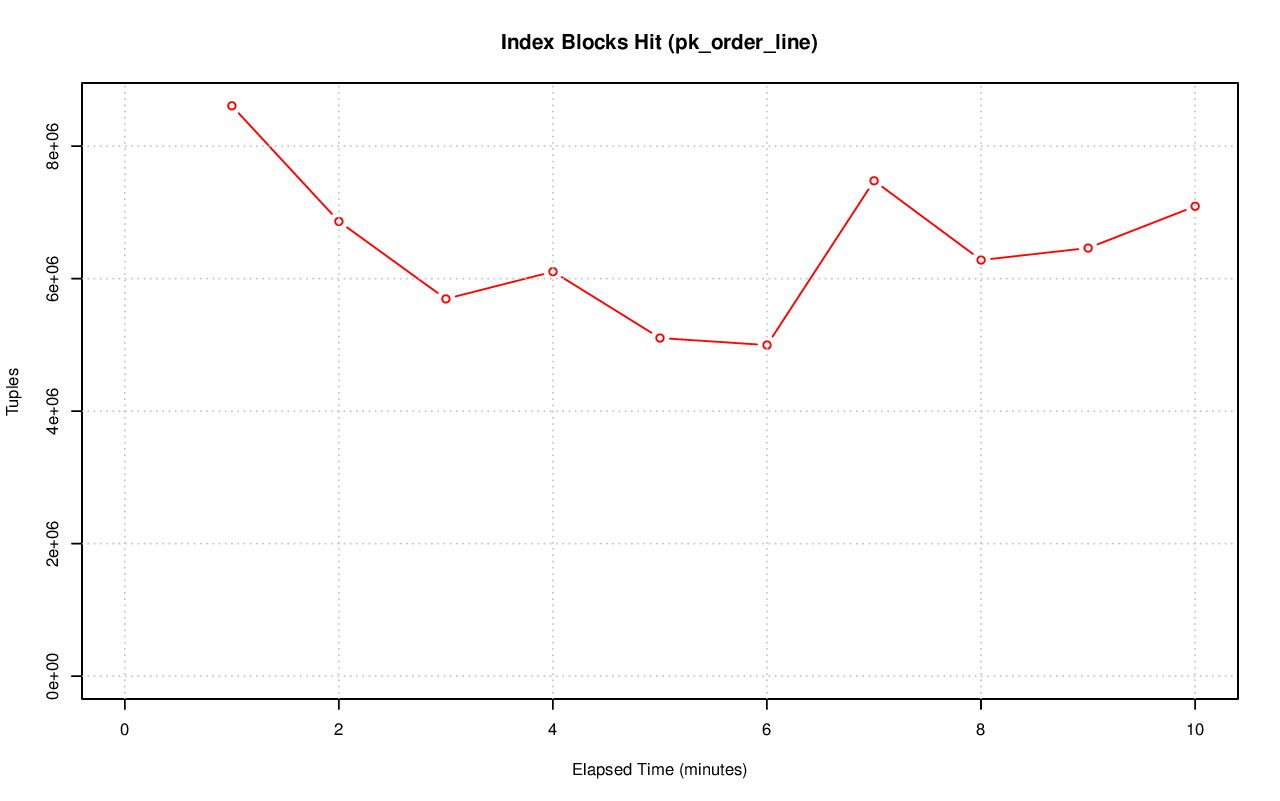 Index Blocks Hit (pk_order_line)
Tuples
8e+06
6e+06
4e+06
2e+06
0e+00
0 2 4 6 8 10
Elapsed Time (minutes)